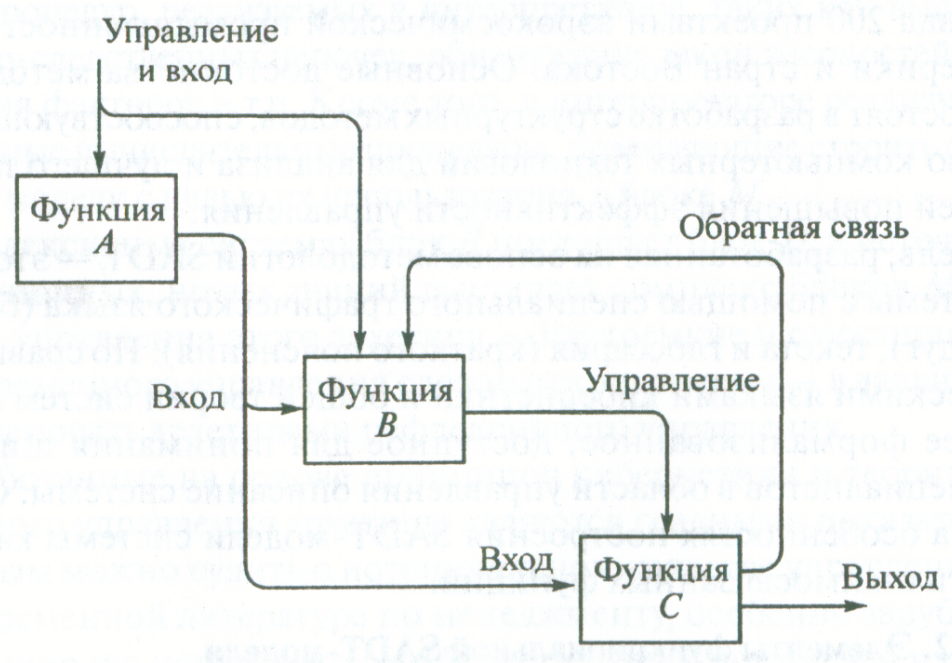 Управление
и вход
Функция
A
Обратная связь
Вход
Функция
B
Управление
Вход
Функция
C
Выход